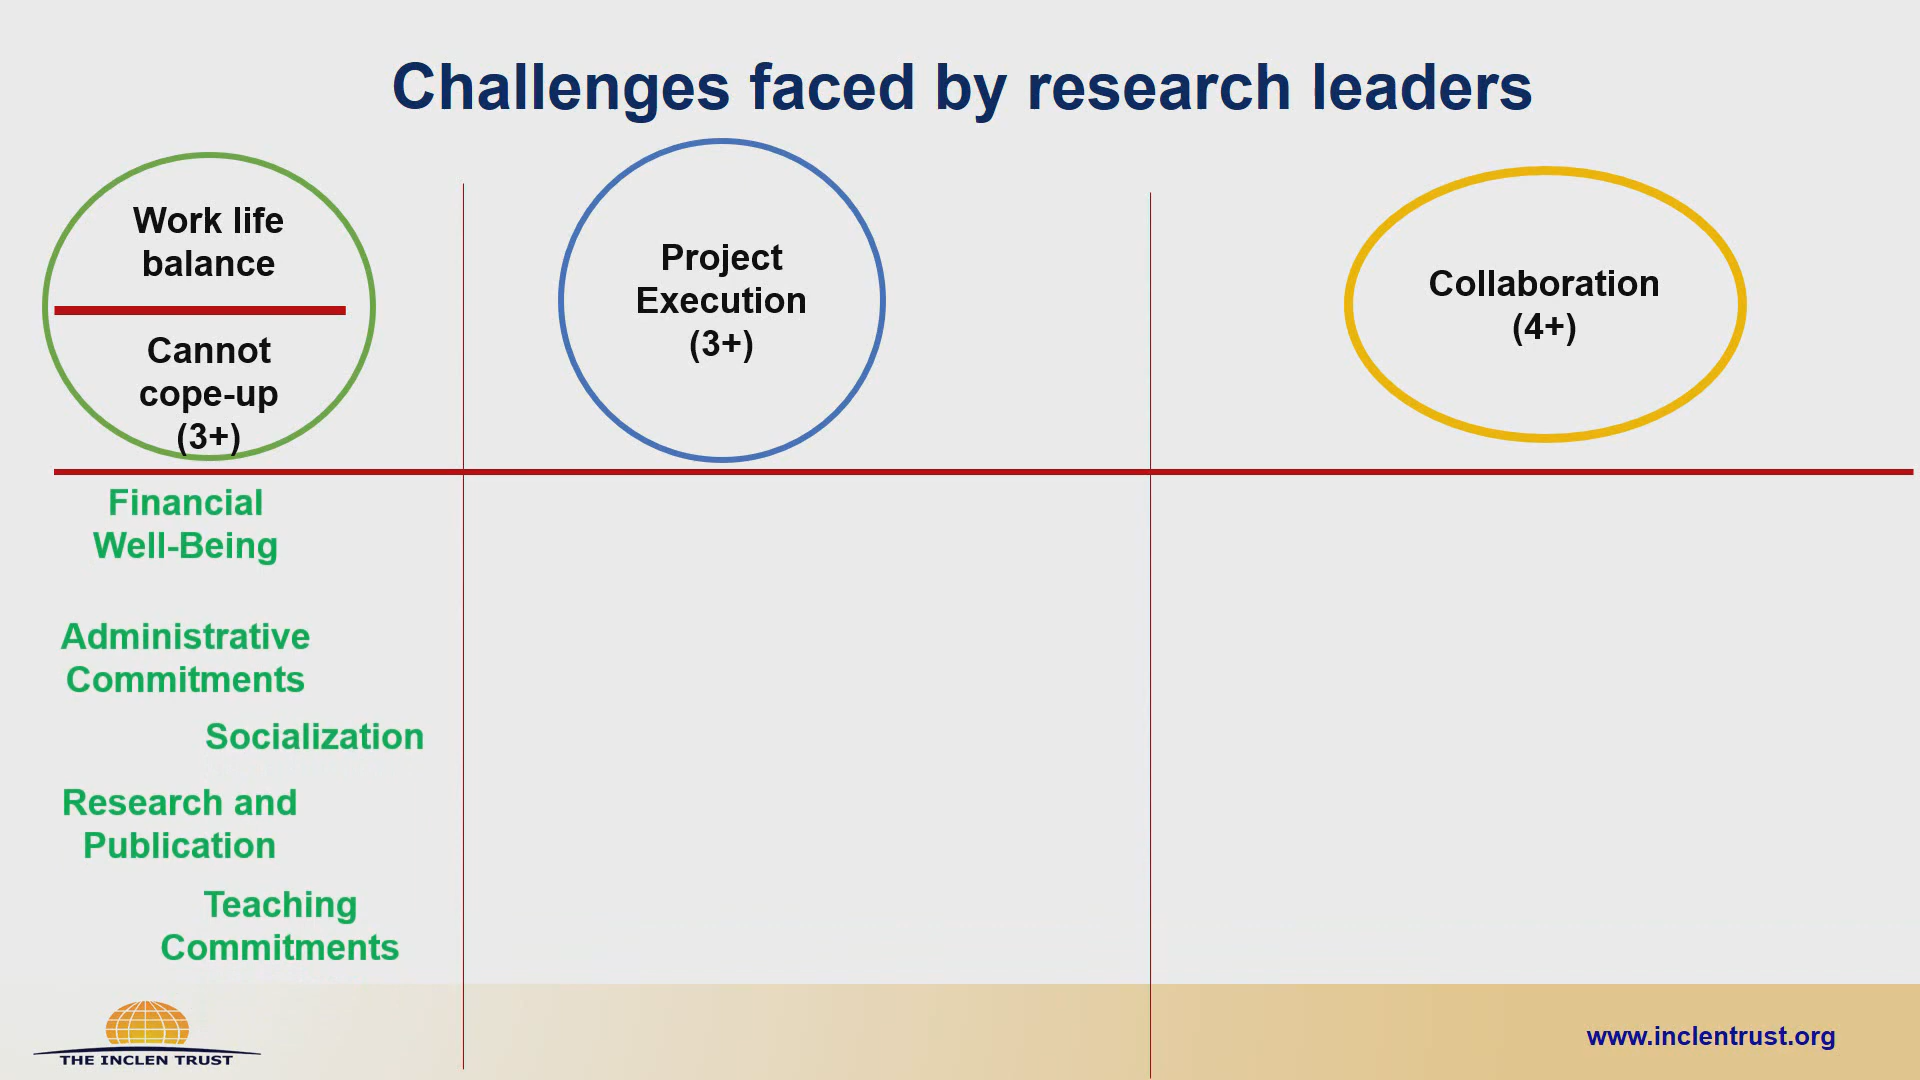 Challenges faced by research leaders
Work life
balance
Cannot
cope-up
(3+)
Project
Execution
(3+)
Collaboration
(4+)
Financial
Well-Being
Administrative
Commitments
Socialization
Research and
Publication
Teaching
Commitments
THE INCLEN TRUST
www.inclentrust.org